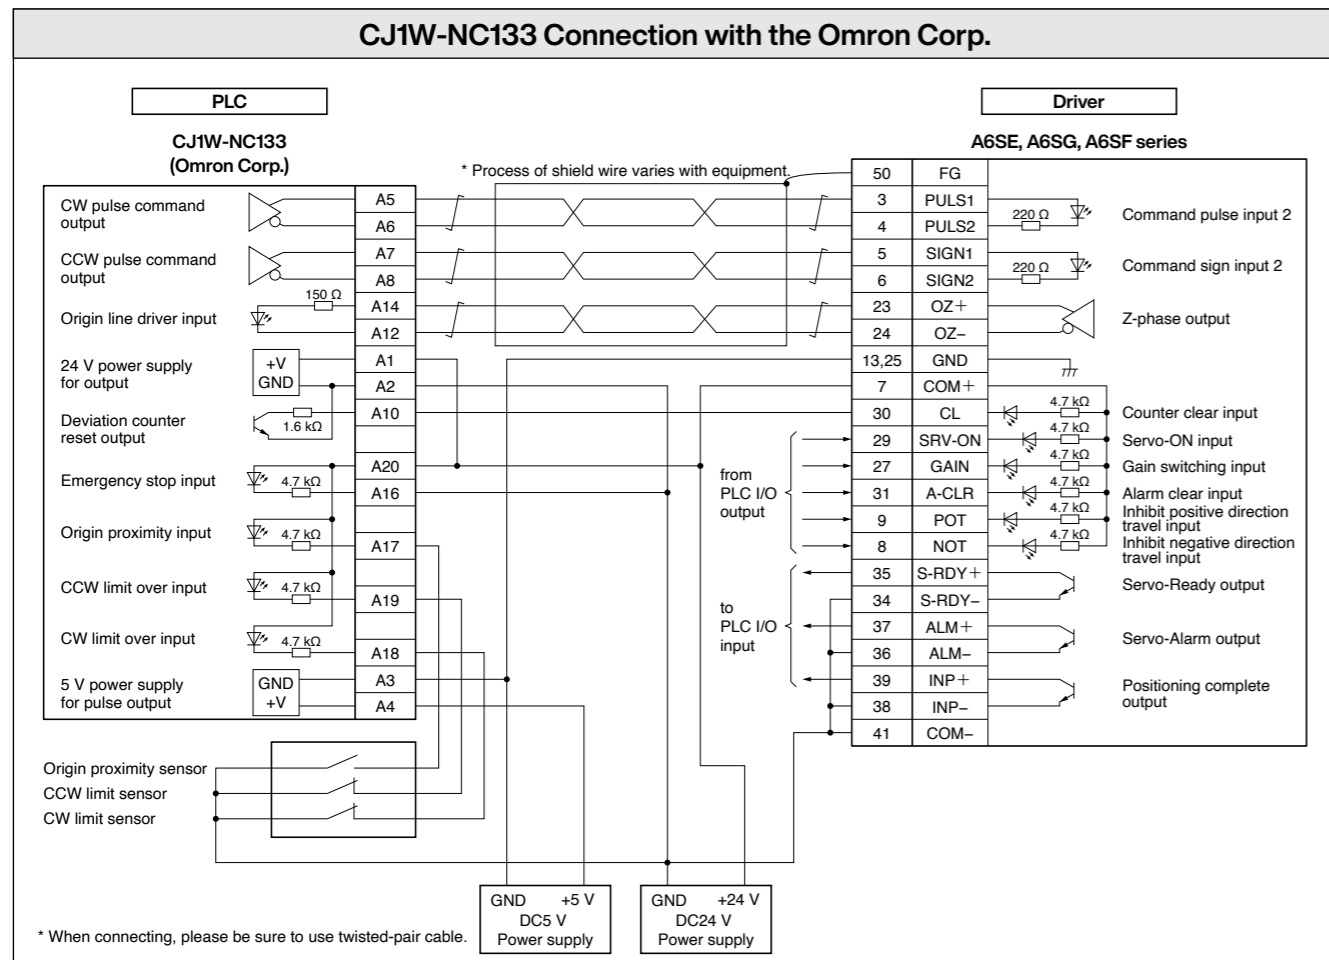 CJ1W-NC133 Connection with the Omron Corp.
PLC
Driver
CJ1W-NC133
(Omron Corp.)
A6SE, A6SG, A6SF series
* Process of shield wire varies with equipment.
CW pulse command
output
CCW pulse command
output
150 Ω
Origin line driver input
24 V power supply
for output
+V
GND
Deviation counter
reset output
1.6 kΩ
Emergency stop input
4.7 kΩ
Origin proximity input
4.7 kΩ
CCW limit over input
4.7 kΩ
CW limit over input
4.7 kΩ
5 V power supply
for pulse output
GND
+V
A5
A6
A7
A8
A14
A12
A1
A2
A10
A20
A16
A17
A19
A18
A3
A4
from
PLC I/O
output
to
PLC I/O
input
50 FG
3 PULS1
4 PULS2
5 SIGN1
6 SIGN2
23 OZ+
24 OZ−
13,25 GND
7 COM+
30 CL
29 SRV-ON
27 GAIN
31 A-CLR
9 POT
8 NOT
35 S-RDY+
34 S-RDY−
37 ALM+
36 ALM−
39 INP+
38 INP−
41 COM−
220 Ω
Command pulse input 2
220 Ω
Command sign input 2
Z-phase output
4.7 kΩ
Counter clear input
4.7 kΩ
Servo-ON input
4.7 kΩ
Gain switching input
4.7 kΩ
Alarm clear input
4.7 kΩ
Inhibit positive direction
travel input
4.7 kΩ
Inhibit negative direction
travel input
Servo-Ready output
Servo-Alarm output
Positioning complete
output
Origin proximity sensor
CCW limit sensor
CW limit sensor
GND +5 V
DC5 V
Power supply
GND +24 V
DC24 V
Power supply
* When connecting, please be sure to use twisted-pair cable.